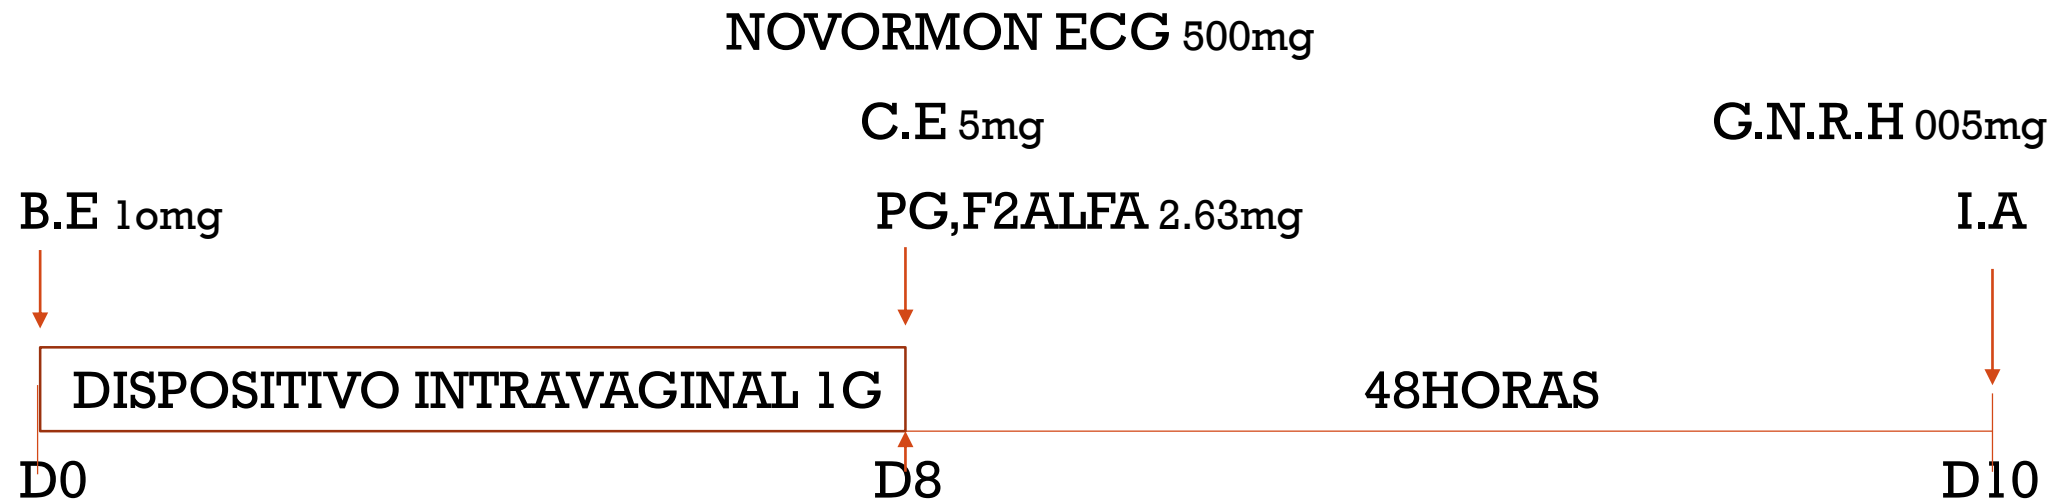 NOVORMON ECG 500mg
C.E 5mg
G.N.R.H 005mg
B.E 1omg
PG,F2ALFA 2.63mg
I.A
DISPOSITIVO INTRAVAGINAL 1G
48HORAS
D0
D8
D10